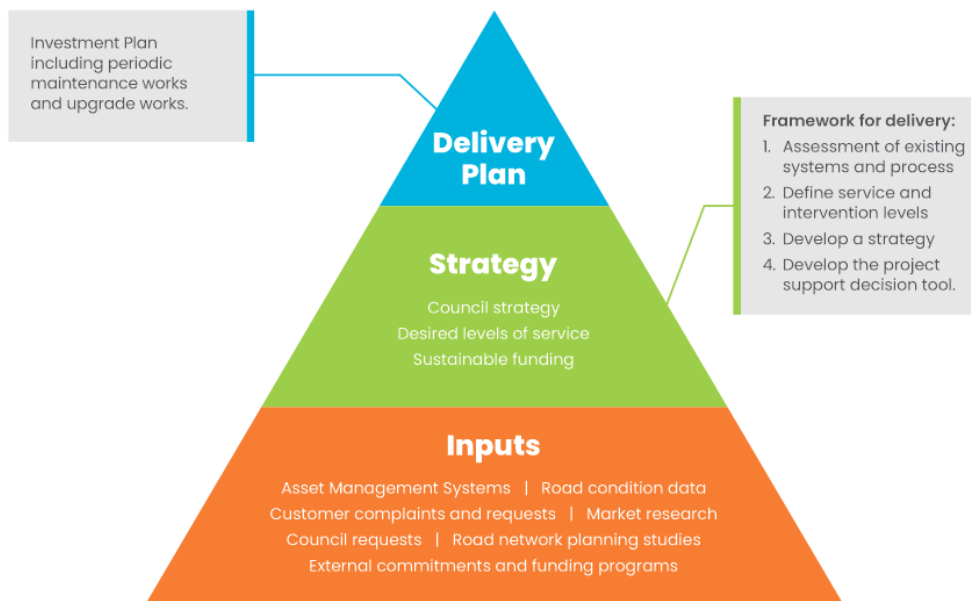 Investment Plan
including periodic
maintenance works
and upgrade works.
Delivery
Plan
Framework for delivery:
1. Assessment of existing
systems and process
2. Define service and
intervention levels
3. Develop a strategy
4. Develop the project
support decision tool.
Strategy
Council strategy
Desired levels of service
Sustainable funding
Inputs
Asset Management Systems | Road condition data
Customer complaints and requests | Market research
Council requests | Road network planning studies
External commitments and funding programs